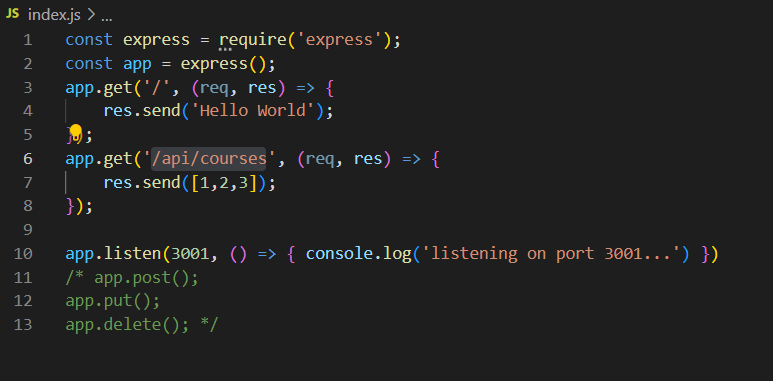 JS index.js > ...
1 const express = require('express');
2 const app = express();
3 app.get('/', (req, res) => {
4     res.send('Hello World');
5 });
6 app.get('/api/courses', (req, res) => {
7     res.send([1,2,3]);
8 });
9
10 app.listen(3001, () => { console.log('listening on port 3001...') })
11 /* app.post();
12 app.put();
13 app.delete(); */